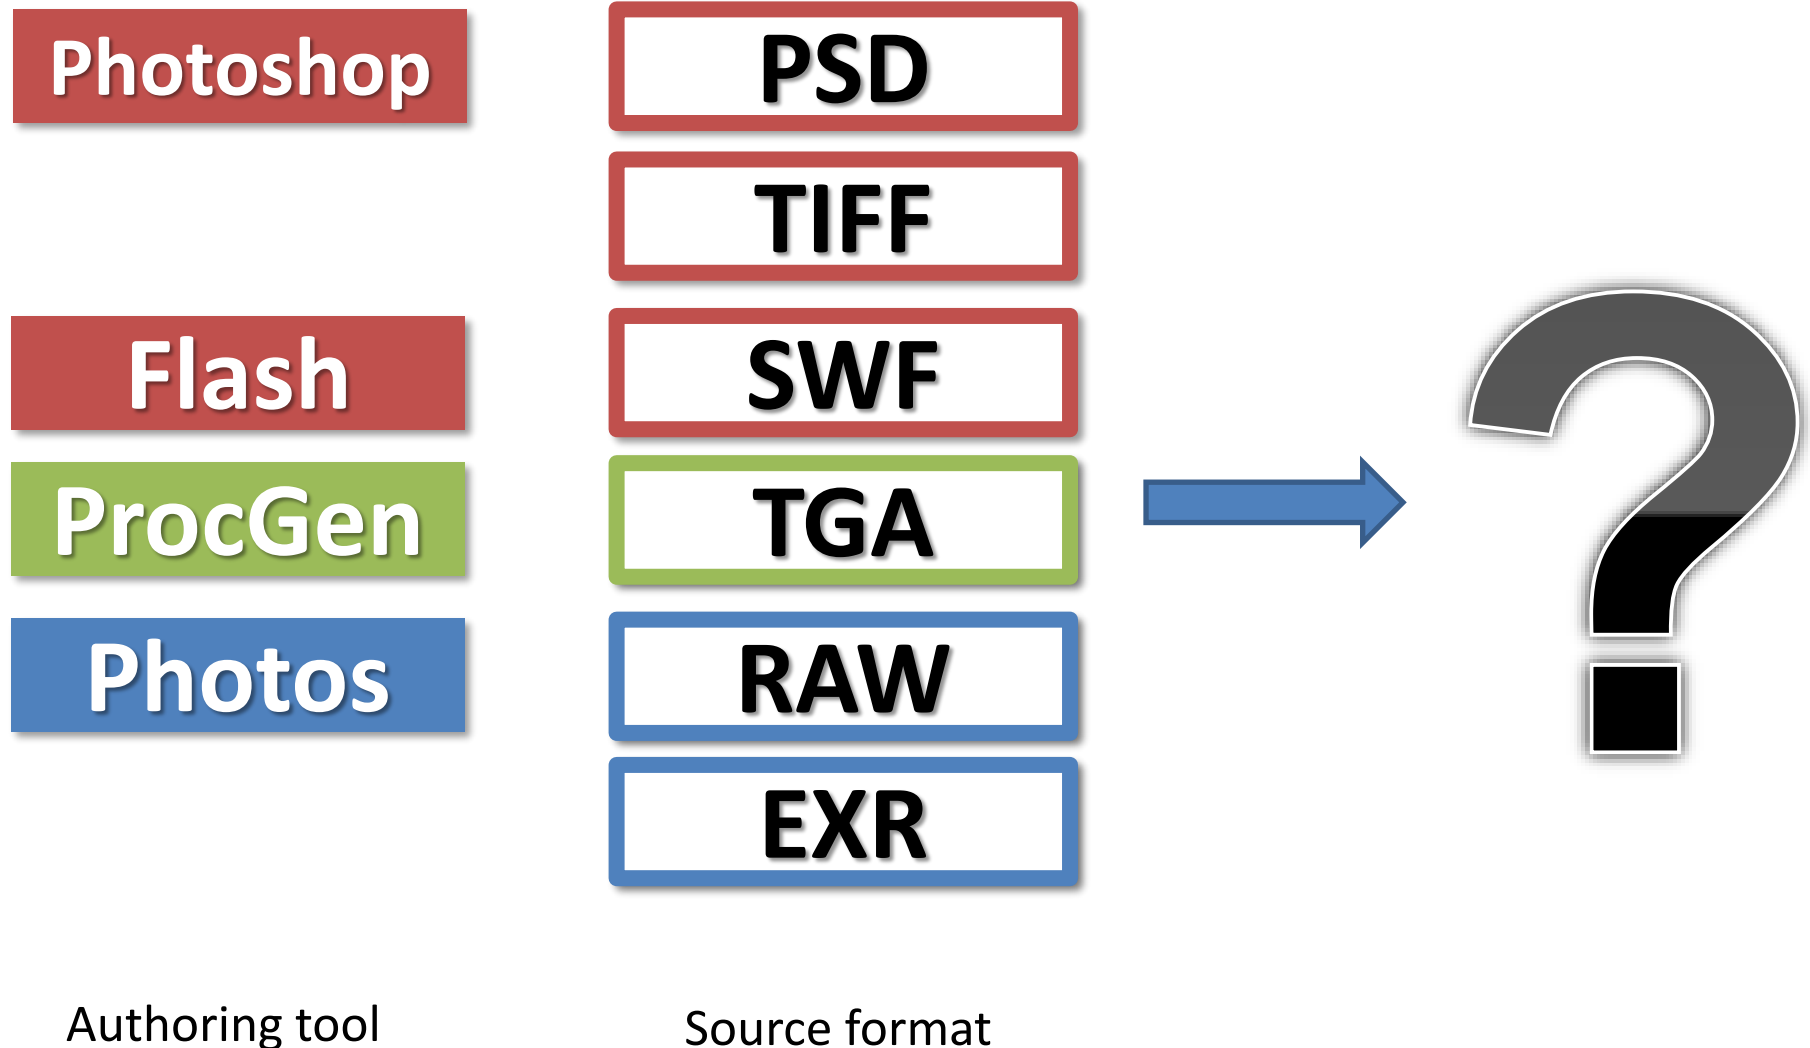 Photoshop
PSD
TIFF
Flash
SWF
ProcGen
TGA
Photos
RAW
EXR
?
Authoring tool
Source format